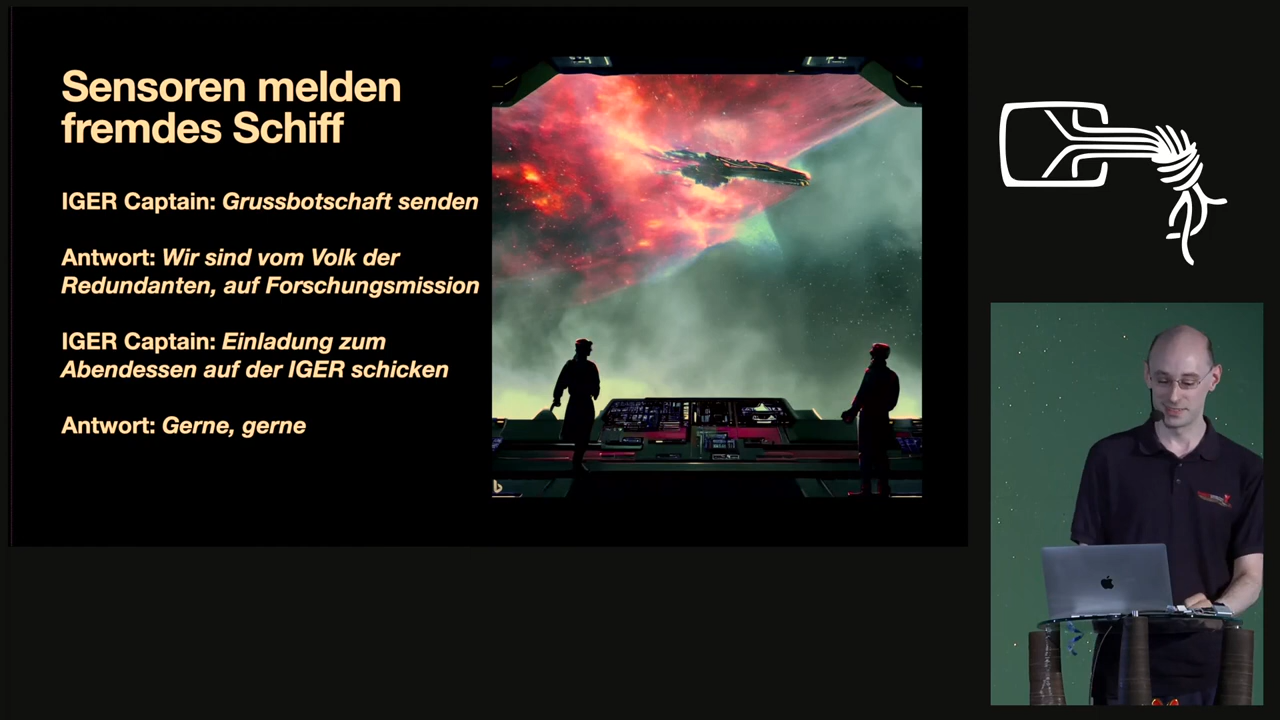 Sensoren melden
fremdes Schiff
IGER Captain: Grussbotschaft senden
Antwort: Wir sind vom Volk der
Redundanten, auf Forschungsmission
IGER Captain: Einladung zum
Abendessen auf der IGER schicken
Antwort: Gerne, gerne
b